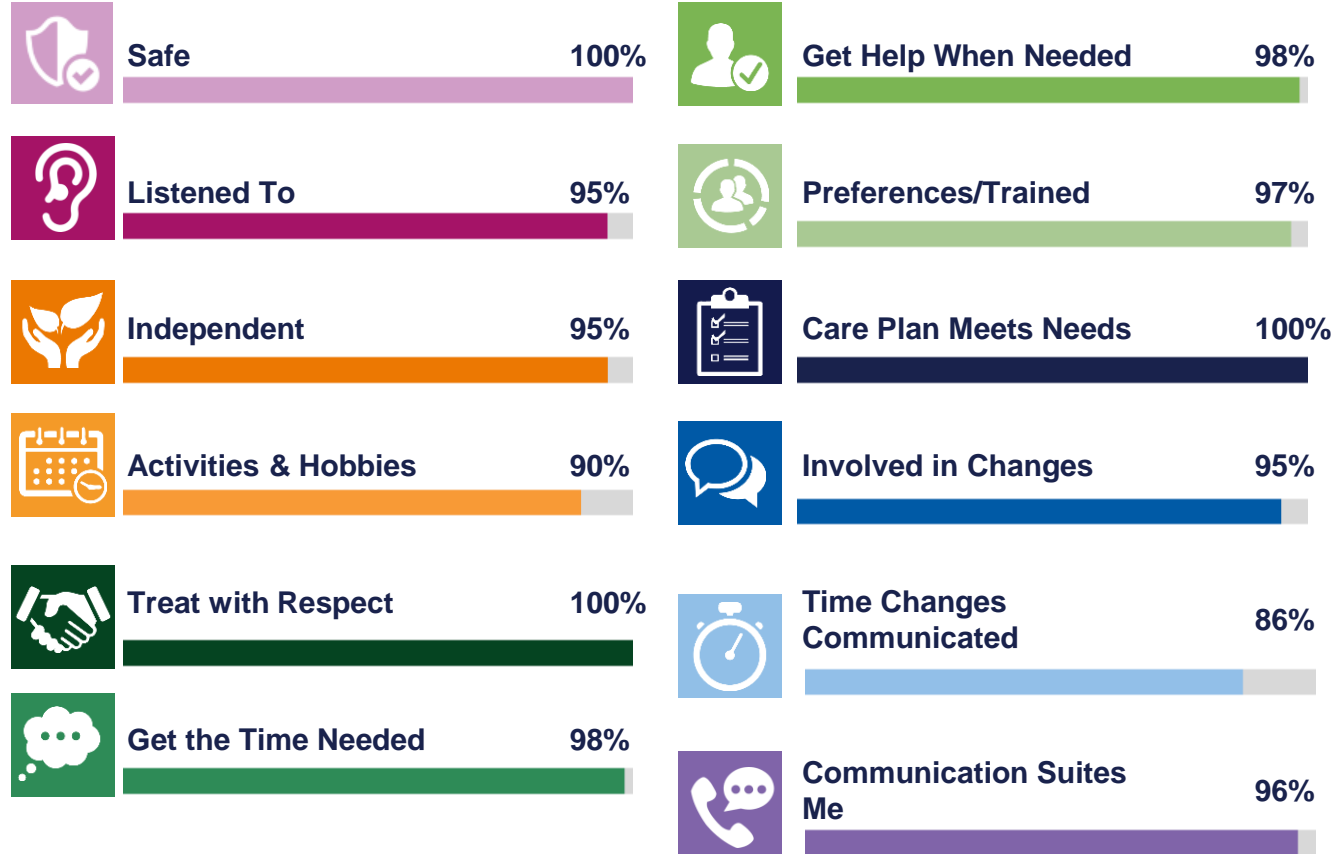 Safe 100%
Listened To 95%
Independent 95%
Activities & Hobbies 90%
Treat with Respect 100%
Get the Time Needed 98%
Get Help When Needed 98%
Preferences/Trained 97%
Care Plan Meets Needs 100%
Involved in Changes 95%
Time Changes
Communicated 86%
Communication Suites
Me 96%